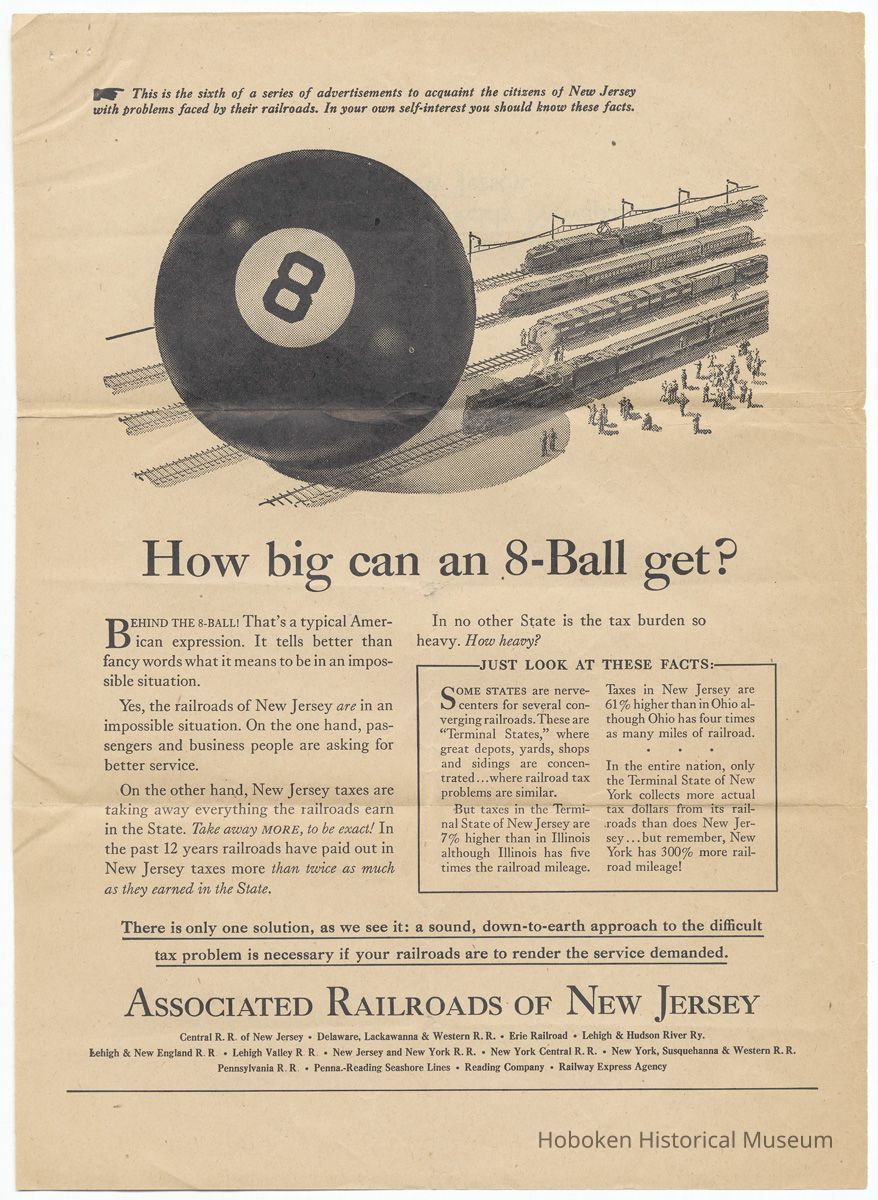 This is the sixth of a series of advertisements to acquaint the citizens of New Jersey
with problems faced by their railroads. In your own self-interest you should know these facts.
8
How big can an 8-Ball get?
BEHIND THE 8-BALL! That's a typical Amer-
ican expression. It tells better than
fancy words what it means to be in an impos-
sible situation.
Yes, the railroads of New Jersey are in an
impossible situation. On the one hand, pas-
sengers and business people are asking for
better service.
On the other hand, New Jersey taxes are
taking away everything the railroads earn
in the State. Take away MORE, to be exact! In
the past 12 years railroads have paid out in
New Jersey taxes more than twice as much
as they earned in the State.
In no other State is the tax burden so
heavy. How heavy?
JUST LOOK AT THESE FACTS:
SOME STATES are nerve-
centers for several con-
verging railroads. These are
"Terminal States," where
great depots, yards, shops
and sidings are concen-
trated...where railroad tax
problems are similar.
But taxes in the Termi-
nal State of New Jersey are
7% higher than in Illinois
although Illinois has five
times the railroad mileage.
Taxes in New Jersey are
61% higher than in Ohio al-
though Ohio has four times
as many miles of railroad.
• • •
In the entire nation, only
the Terminal State of New
York collects more actual
tax dollars from its rail-
roads than does New Jer-
sey...but remember, New
York has 300% more rail-
road mileage!
There is only one solution, as we see it: a sound, down-to-earth approach to the difficult
tax problem is necessary if your railroads are to render the service demanded.
ASSOCIATED RAILROADS OF NEW JERSEY
Central R. R. of New Jersey • Delaware, Lackawanna & Western R. R. • Erie Railroad • Lehigh & Hudson River Ry.
Lehigh & New England R. R. • Lehigh Valley R. R. • New Jersey and New York R. R. • New York Central R. R. • New York, Susquehanna & Western R. R.
Pennsylvania R. R. • Penna.-Reading Seashore Lines • Reading Company • Railway Express Agency
Hoboken Historical Museum